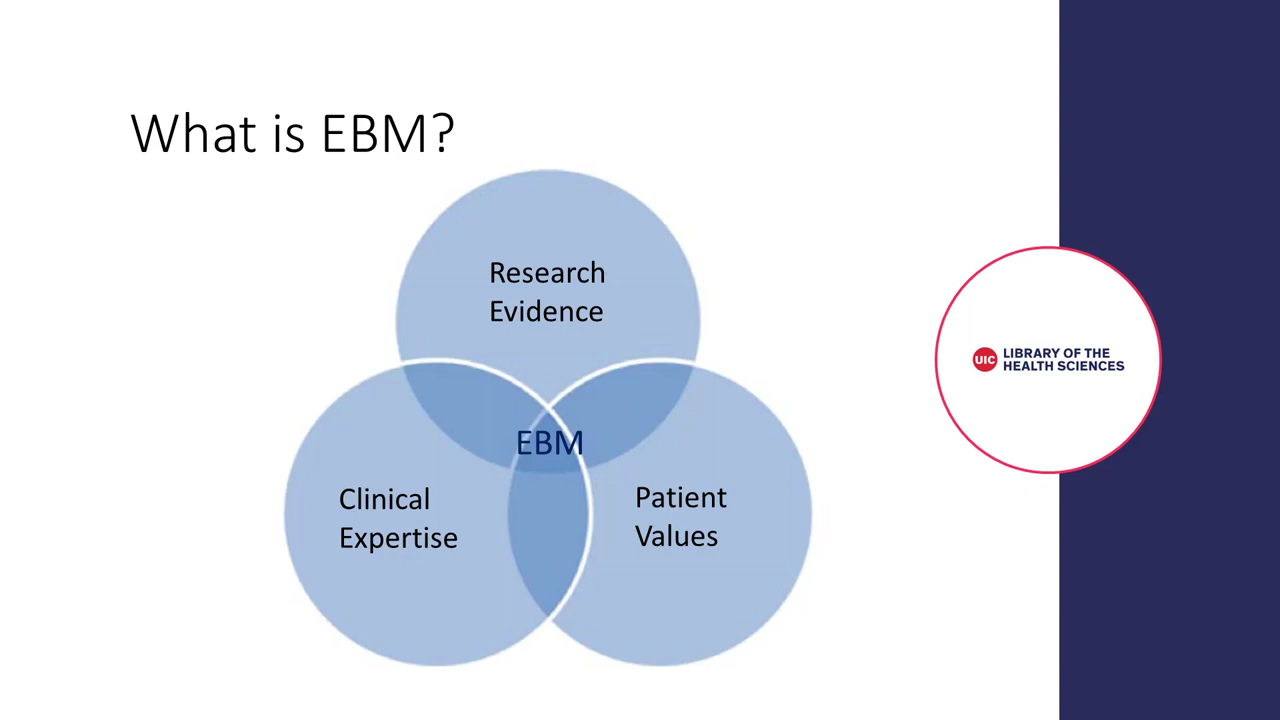 What is EBM?
Research
Evidence
EBM
Clinical
Expertise
Patient
Values
UIC
LIBRARY OF THE
HEALTH SCIENCES